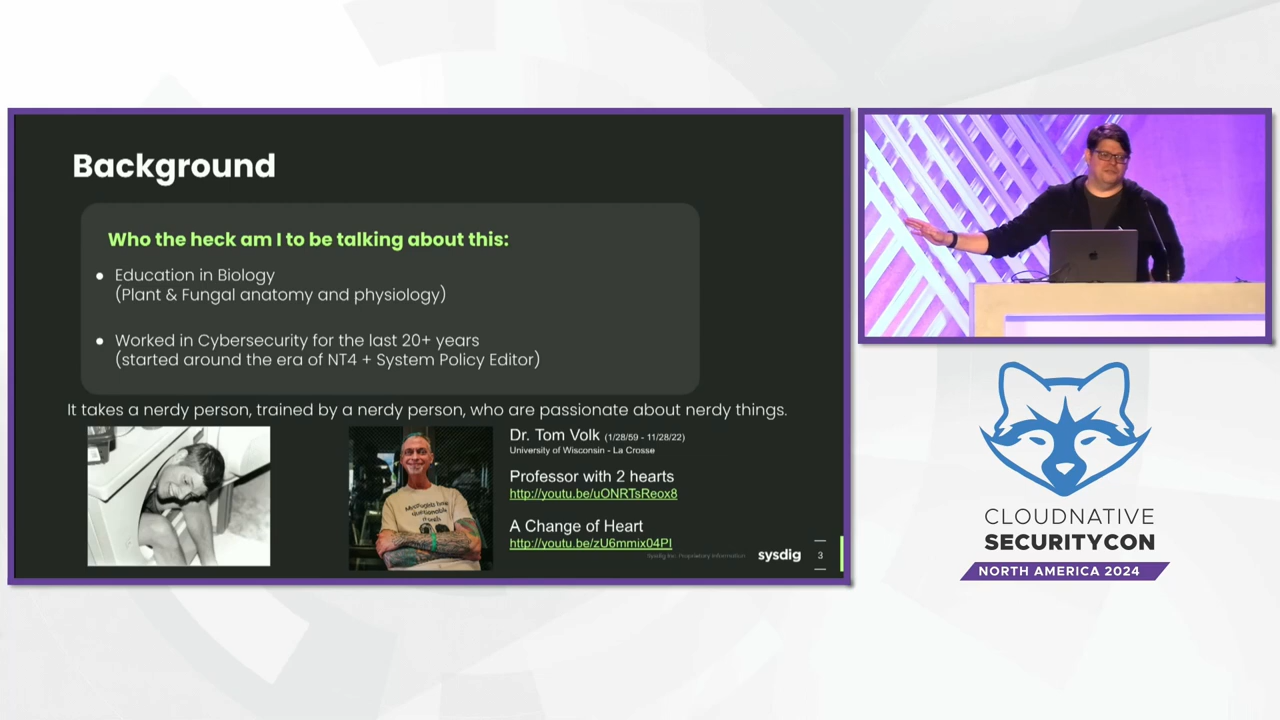 Background
Who the heck am I to be talking about this:
● Education in Biology
(Plant & Fungal anatomy and physiology)
● Worked in Cybersecurity for the last 20+ years
(started around the era of NT4 + System Policy Editor)
It takes a nerdy person, trained by a nerdy person, who are passionate about nerdy things.
Dr. Tom Volk (1/28/59 - 11/28/22)
University of Wisconsin - La Crosse
Professor with 2 hearts
http://youtu.be/uONRTsReox8
A Change of Heart
http://youtu.be/zU6mmix04PI
Sysdig Inc. Proprietary Information
sysdig
3
CLOUDNATIVE
SECURITYCON
NORTH AMERICA 2024